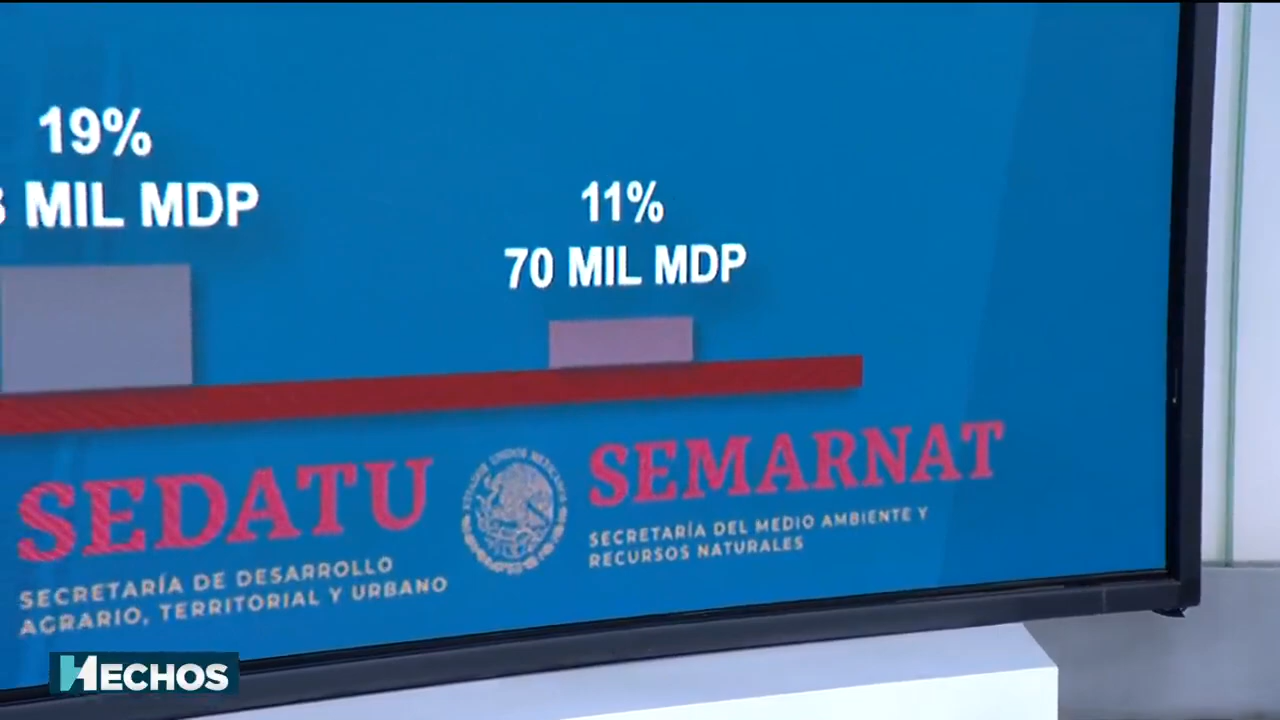 19%
MIL MDP
11%
70 MIL MDP
SEDATU
SECRETARÍA DE DESARROLLO
AGRARIO, TERRITORIAL Y URBANO
SEMARNAT
SECRETARÍA DEL MEDIO AMBIENTE Y
RECURSOS NATURALES
HECHOS